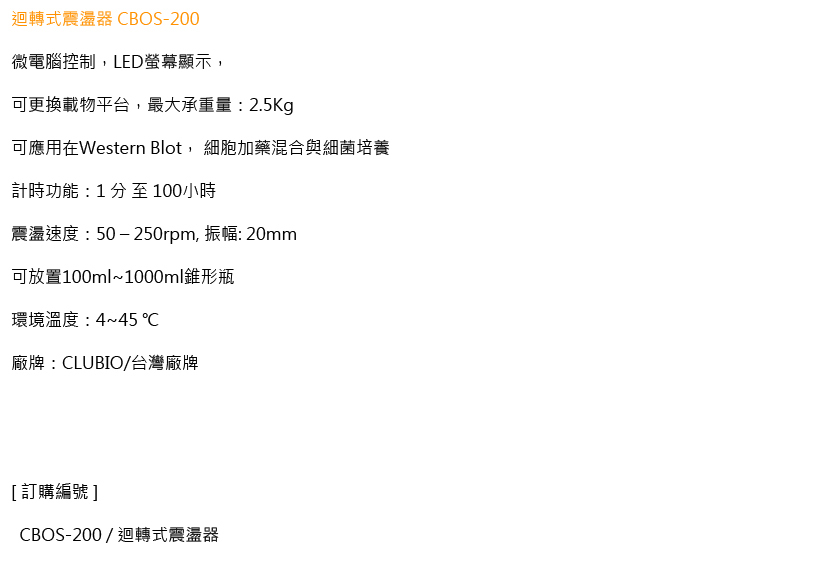 迴轉式震盪器 CBOS-200
微電腦控制，LED螢幕顯示，
可更換載物平台，最大承重量：2.5Kg
可應用在Western Blot， 細胞加藥混合與細菌培養
計時功能：1 分 至 100小時
震盪速度：50 – 250rpm, 振幅: 20mm
可放置100ml~1000ml錐形瓶
環境溫度：4~45 ℃
廠牌：CLUBIO/台灣廠牌
[ 訂購編號 ]
CBOS-200 / 迴轉式震盪器